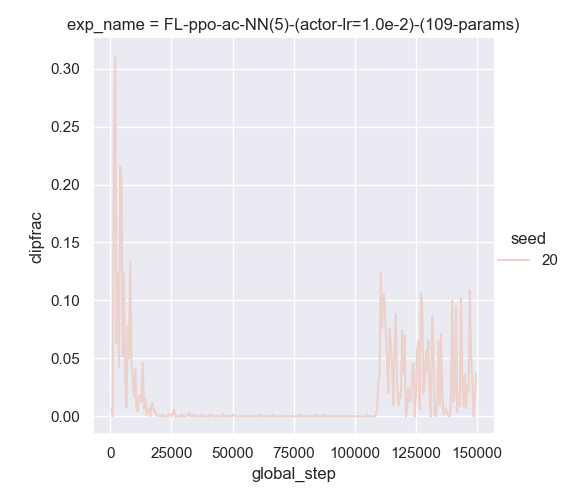 exp_name = FL-ppo-ac-NN(5)-(actor-lr=1.0e-2)-(109-params)
0.30
0.25
0.20
0.15
0.10
0.05
0.00
clipfrac
0 25000 50000 75000 100000 125000 150000
global_step
seed
20